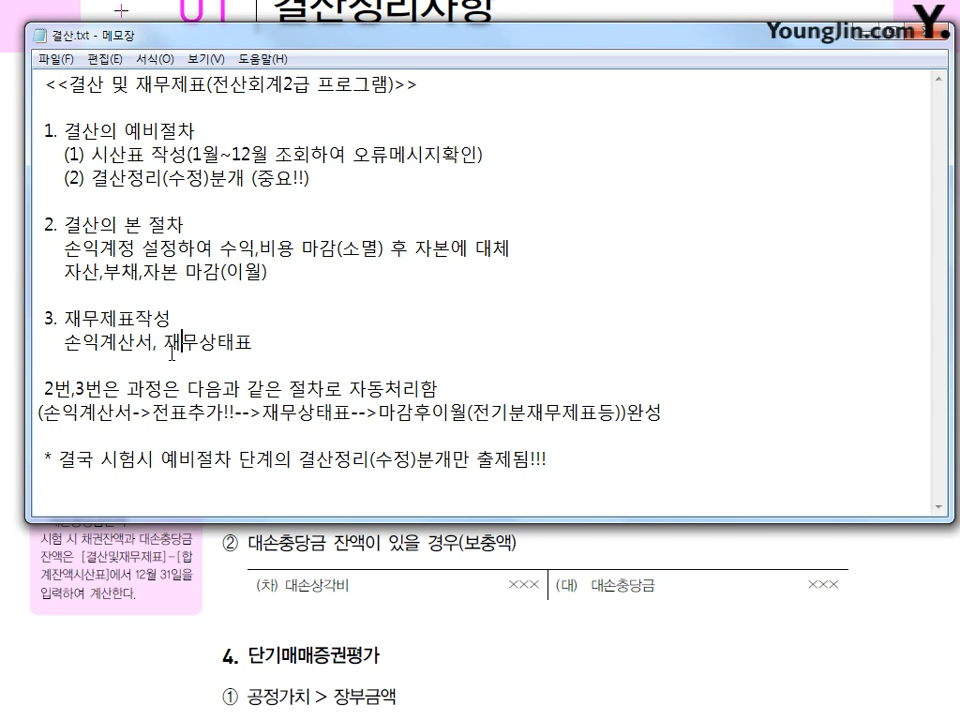 01 결산정리사항
YoungJin.com Y.
결산.txt - 메모장
파일(F) 편집(E) 서식(O) 보기(V) 도움말(H)
<<결산 및 재무제표(전산회계2급 프로그램)>>
1. 결산의 예비절차
(1) 시산표 작성(1월~12월 조회하여 오류메시지확인)
(2) 결산정리(수정)분개 (중요!!)
2. 결산의 본 절차
손익계정 설정하여 수익,비용 마감(소멸) 후 자본에 대체
자산,부채,자본 마감(이월)
3. 재무제표작성
손익계산서, 재무상태표
2번,3번은 과정은 다음과 같은 절차로 자동처리함
(손익계산서->전표추가!!-->재무상태표-->마감후이월(전기분재무제표등))완성
* 결국 시험시 예비절차 단계의 결산정리(수정)분개만 출제됨!!!
시험 시 채권잔액과 대손충당금
잔액은 [결산및재무제표]-[합
계잔액시산표]에서 12월 31일을
입력하여 계산한다.
② 대손충당금 잔액이 있을 경우(보충액)
(차) 대손상각비 ××× (대) 대손충당금 ×××
4. 단기매매증권평가
① 공정가치 > 장부금액